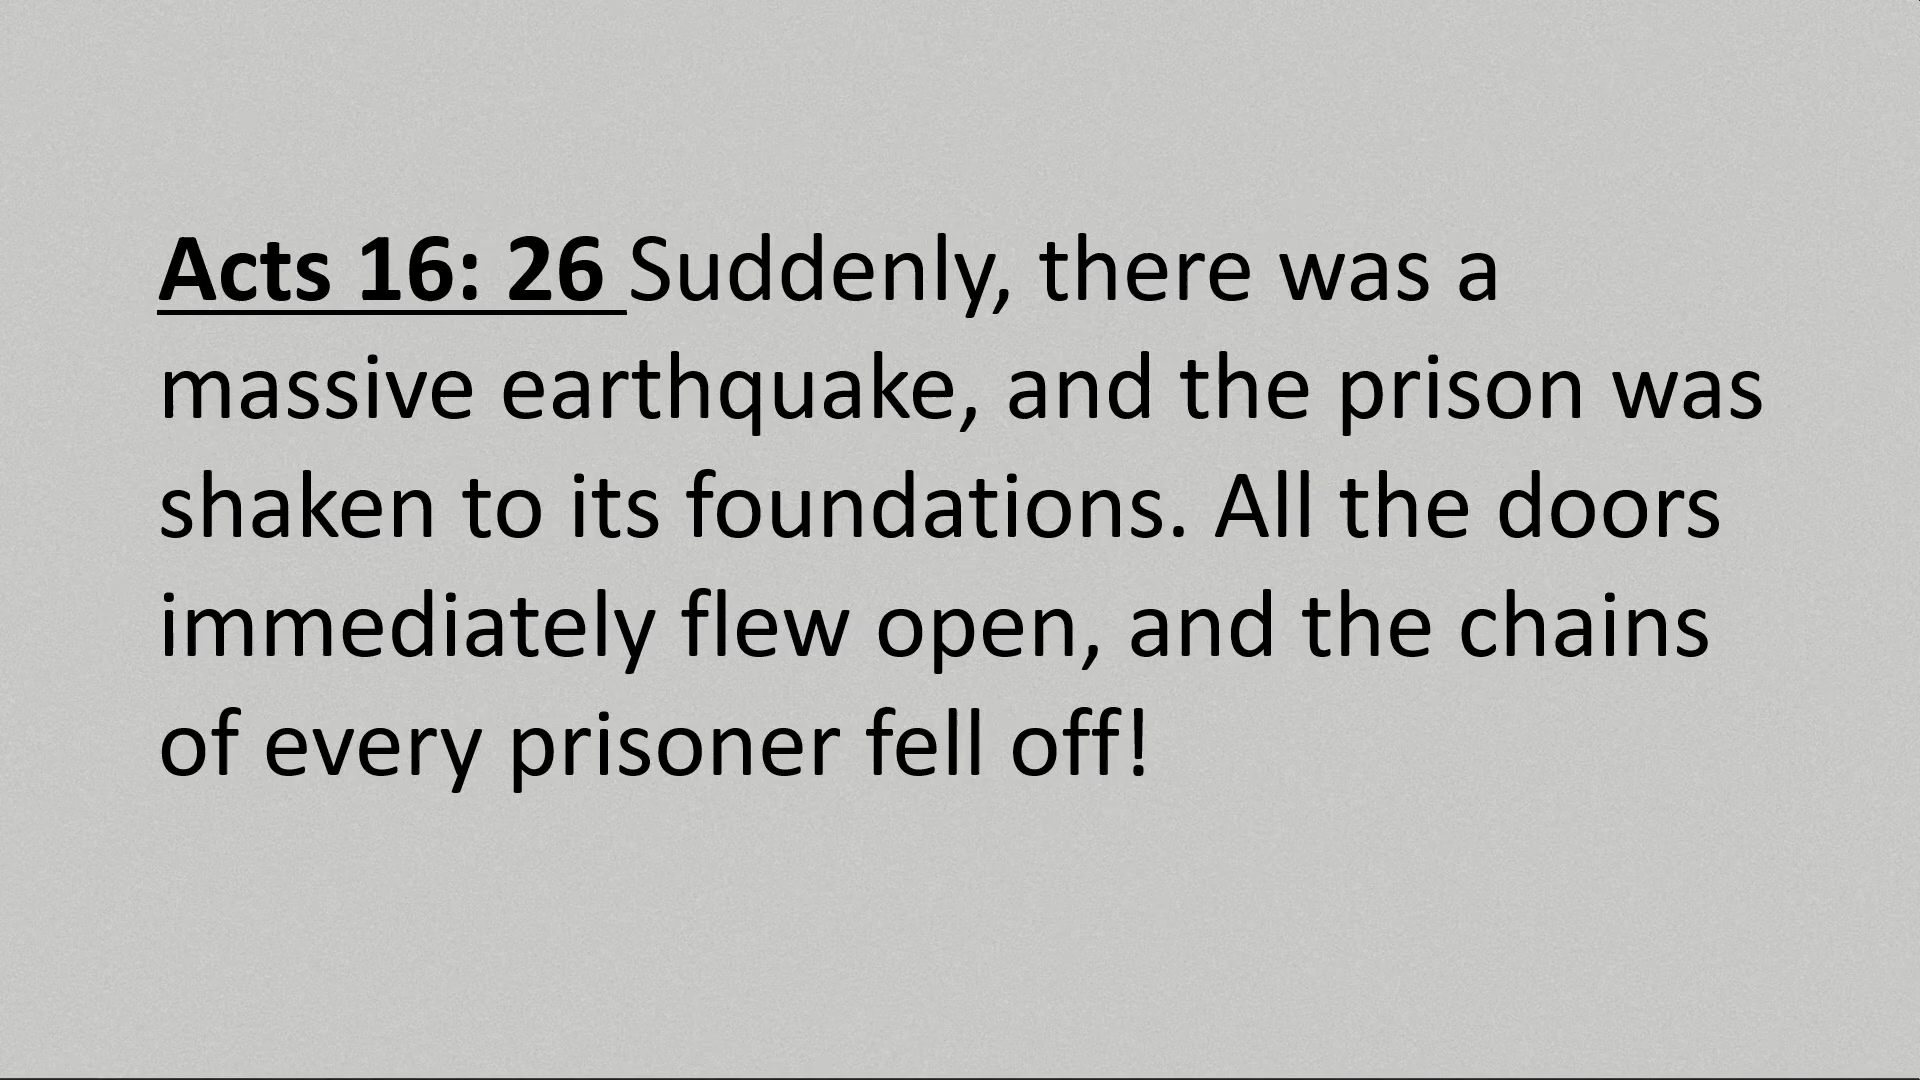 Acts 16: 26 Suddenly, there was a
massive earthquake, and the prison was
shaken to its foundations. All the doors
immediately flew open, and the chains
of every prisoner fell off!